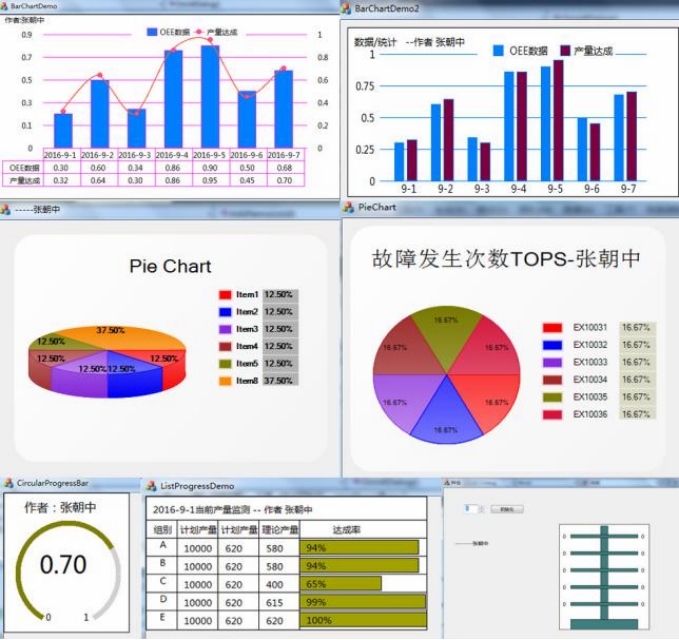 BarChartDemo
作者:张朝中
OEE数据 产量达成
0.9
0.7
0.5
0.3
0.1
0
1
0.8
0.6
0.4
0.2
0
2016-9-1 2016-9-2 2016-9-3 2016-9-4 2016-9-5 2016-9-6 2016-9-7
OEE数据 0.30 0.60 0.34 0.86 0.90 0.50 0.68
产量达成 0.32 0.64 0.30 0.86 0.95 0.45 0.70
BarChartDemo2
数据/统计 --作者 张朝中
OEE数据 产量达成
1
0.75
0.5
0.25
0
9-1 9-2 9-3 9-4 9-5 9-6 9-7
-----张朝中
Pie Chart
37.50%
12.50%
12.50% 12.50%
12.50% 12.50%
Item1 12.50%
Item2 12.50%
Item3 12.50%
Item4 12.50%
Item5 12.50%
Item8 37.50%
PieChart
故障发生次数TOPS-张朝中
16.67%
16.67% 16.67%
16.67% 16.67%
16.67%
EX10031 16.67%
EX10032 16.67%
EX10033 16.67%
EX10034 16.67%
EX10035 16.67%
EX10036 16.67%
CircularProgressBar
作者：张朝中
0.70
0 1
ListProgressDemo
2016-9-1当前产量监测 -- 作者 张朝中
组别 计划产量 计划产量 理论产量 达成率
A 10000 620 580 94%
B 10000 620 580 94%
C 10000 620 400 65%
D 10000 620 615 99%
E 10000 620 620 100%